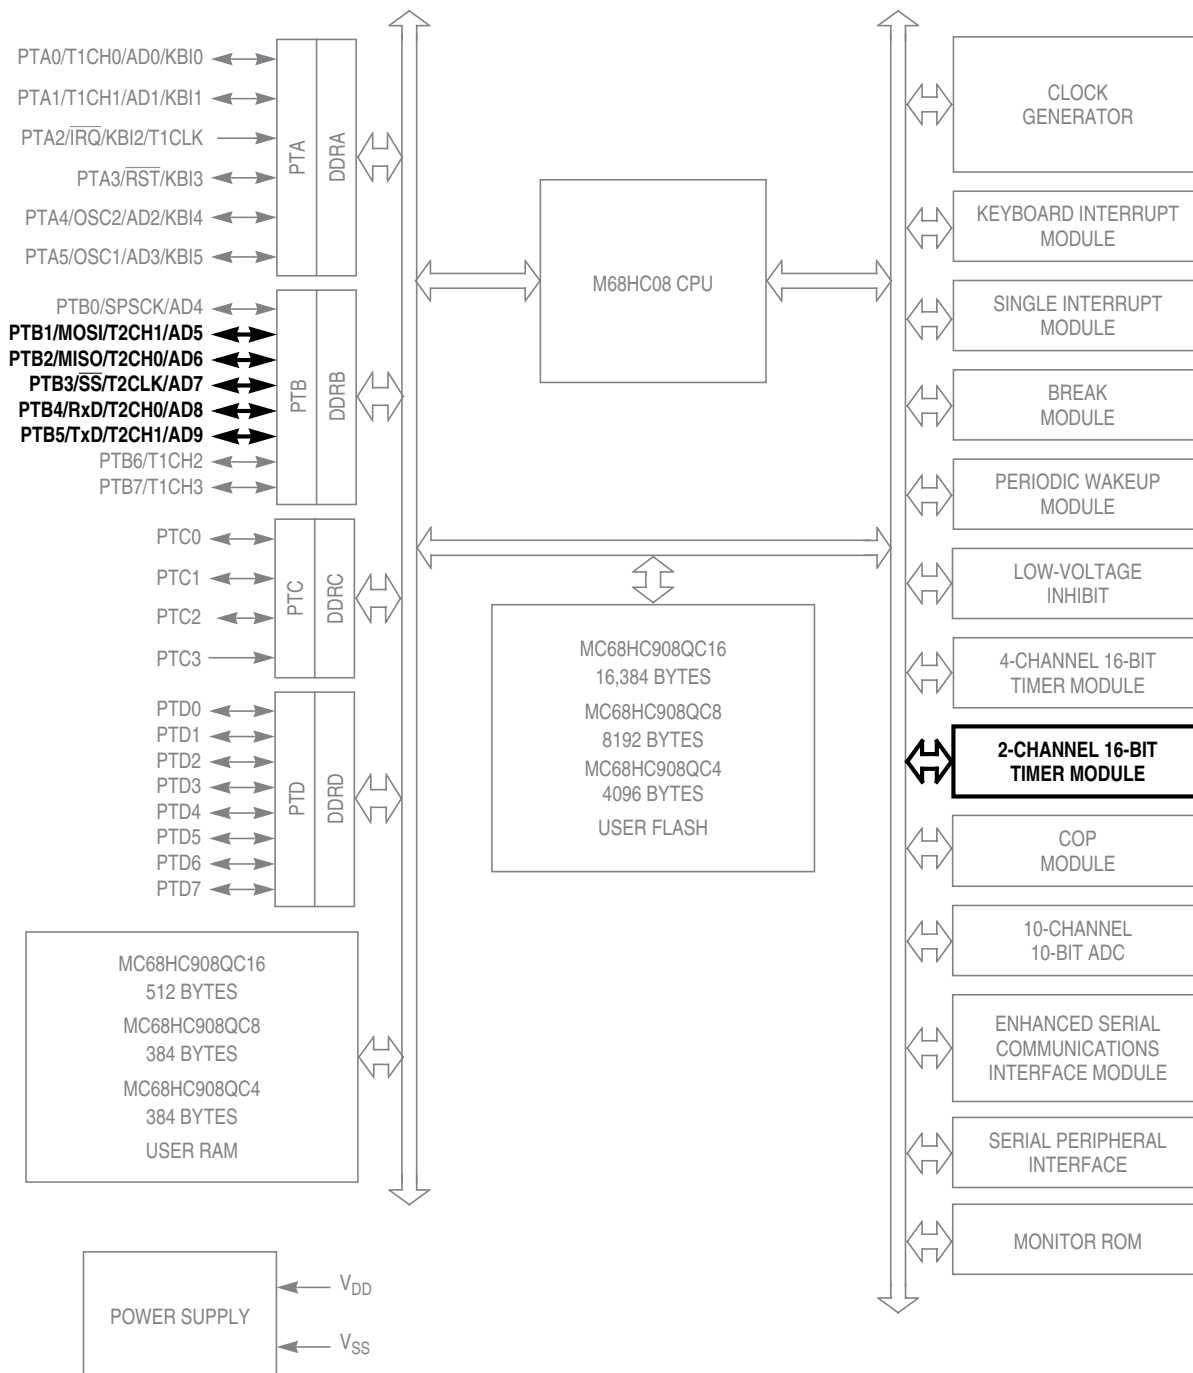 PTA0/T1CH0/AD0/KBI0
PTA1/T1CH1/AD1/KBI1
PTA2/IRQ/KBI2/T1CLK
PTA3/RST/KBI3
PTA4/OSC2/AD2/KBI4
PTA5/OSC1/AD3/KBI5
PTA
DDRA
PTB0/SPSCK/AD4
PTB1/MOSI/T2CH1/AD5
PTB2/MISO/T2CH0/AD6
PTB3/SS/T2CLK/AD7
PTB4/RxD/T2CH0/AD8
PTB5/TxD/T2CH1/AD9
PTB6/T1CH2
PTB7/T1CH3
PTB
DDRB
PTC0
PTC1
PTC2
PTC3
PTC
DDRC
PTD0
PTD1
PTD2
PTD3
PTD4
PTD5
PTD6
PTD7
PTD
DDRD
MC68HC908QC16
512 BYTES
MC68HC908QC8
384 BYTES
MC68HC908QC4
384 BYTES
USER RAM
POWER SUPPLY
VDD
VSS
M68HC08 CPU
MC68HC908QC16
16,384 BYTES
MC68HC908QC8
8192 BYTES
MC68HC908QC4
4096 BYTES
USER FLASH
CLOCK
GENERATOR
KEYBOARD INTERRUPT
MODULE
SINGLE INTERRUPT
MODULE
BREAK
MODULE
PERIODIC WAKEUP
MODULE
LOW-VOLTAGE
INHIBIT
4-CHANNEL 16-BIT
TIMER MODULE
2-CHANNEL 16-BIT
TIMER MODULE
COP
MODULE
10-CHANNEL
10-BIT ADC
ENHANCED SERIAL
COMMUNICATIONS
INTERFACE MODULE
SERIAL PERIPHERAL
INTERFACE
MONITOR ROM